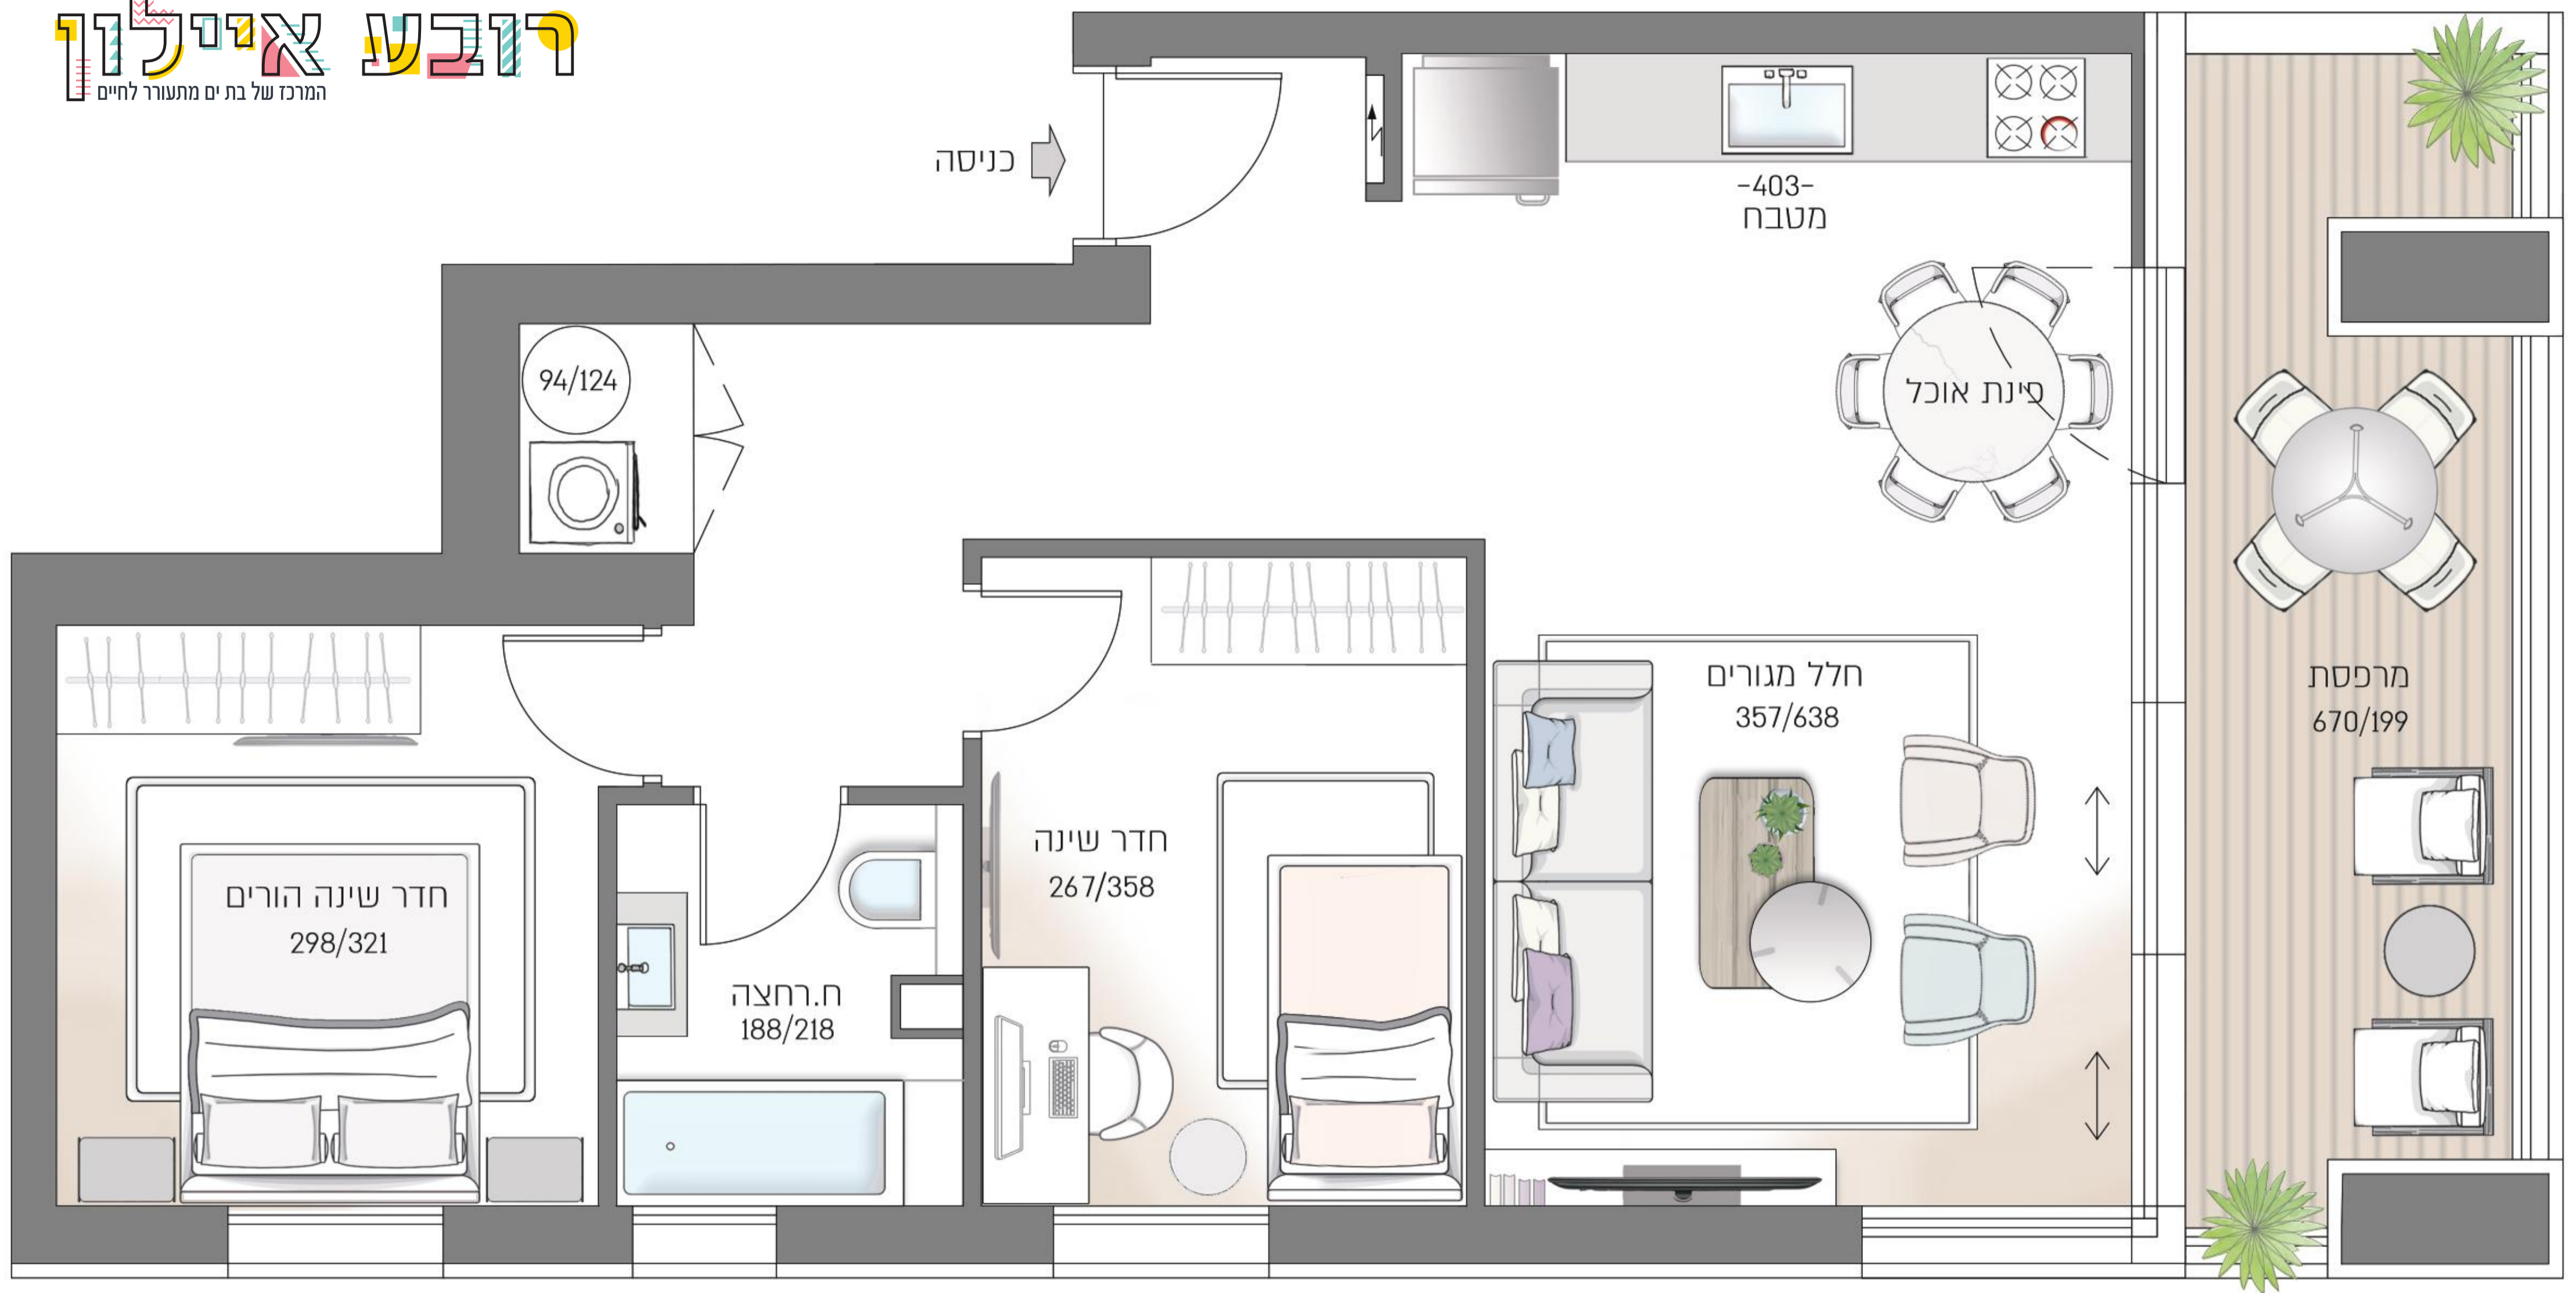 רובע איילון
המרכז של בת ים מתעורר לחיים
כניסה
-403-
מטבח
94/124
פינת אוכל
חלל מגורים
357/638
מרפסת
670/199
חדר שינה
267/358
חדר שינה הורים
298/321
ח.רחצה
188/218